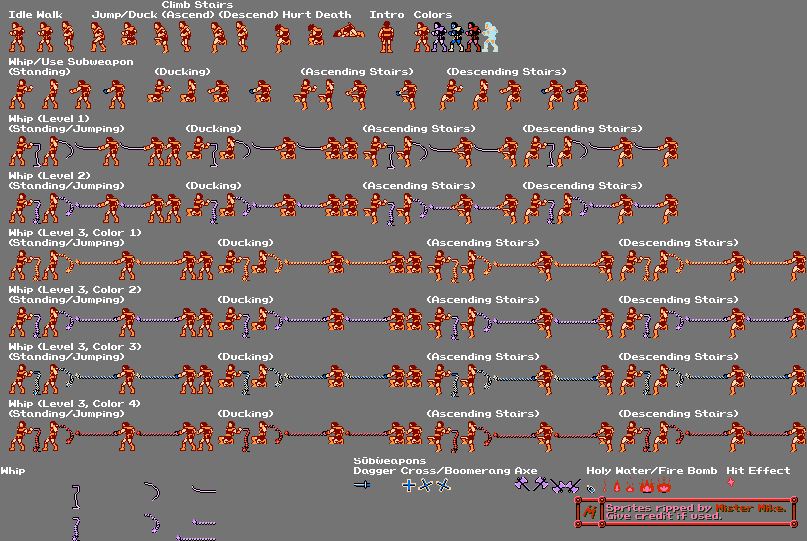 Climb Stairs
Idle Walk Jump/Duck (Ascend) (Descend) Hurt Death Intro Colors
Whip/Use Subweapon
(Standing) (Ducking) (Ascending Stairs) (Descending Stairs)
Whip (Level 1)
(Standing/Jumping) (Ducking) (Ascending Stairs) (Descending Stairs)
Whip (Level 2)
(Standing/Jumping) (Ducking) (Ascending Stairs) (Descending Stairs)
Whip (Level 3, Color 1)
(Standing/Jumping) (Ducking) (Ascending Stairs) (Descending Stairs)
Whip (Level 3, Color 2)
(Standing/Jumping) (Ducking) (Ascending Stairs) (Descending Stairs)
Whip (Level 3, Color 3)
(Standing/Jumping) (Ducking) (Ascending Stairs) (Descending Stairs)
Whip (Level 3, Color 4)
(Standing/Jumping) (Ducking) (Ascending Stairs) (Descending Stairs)
Subweapons
Whip Dagger Cross/Boomerang Axe Holy Water/Fire Bomb Hit Effect
Sprites ripped by Mister Mike.
Give credit if used.